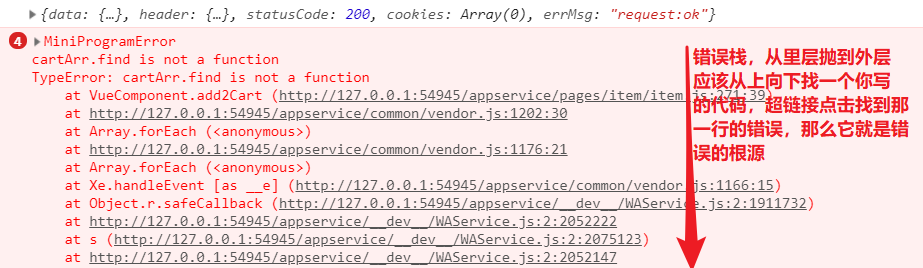 {data: {…}, header: {…}, statusCode: 200, cookies: Array(0), errMsg: "request:ok"}
4 MiniProgramError
cartArr.find is not a function
TypeError: cartArr.find is not a function
at VueComponent.add2Cart (http://127.0.0.1:54945/appservice/pages/item/item.js:271:39)
at http://127.0.0.1:54945/appservice/common/vendor.js:1202:30
at Array.forEach (<anonymous>)
at http://127.0.0.1:54945/appservice/common/vendor.js:1176:21
at Array.forEach (<anonymous>)
at Xe.handleEvent [as __e] (http://127.0.0.1:54945/appservice/common/vendor.js:1166:15)
at Object.r.safeCallback (http://127.0.0.1:54945/appservice/__dev__/WAService.js:2:1911732)
at http://127.0.0.1:54945/appservice/__dev__/WAService.js:2:2052222
at s (http://127.0.0.1:54945/appservice/__dev__/WAService.js:2:2075123)
at http://127.0.0.1:54945/appservice/__dev__/WAService.js:2:2052147
错误栈，从里层抛到外层
应该从上向下找一个你写
的代码，超链接点击找到那
一行的错误，那么它就是错
误的根源